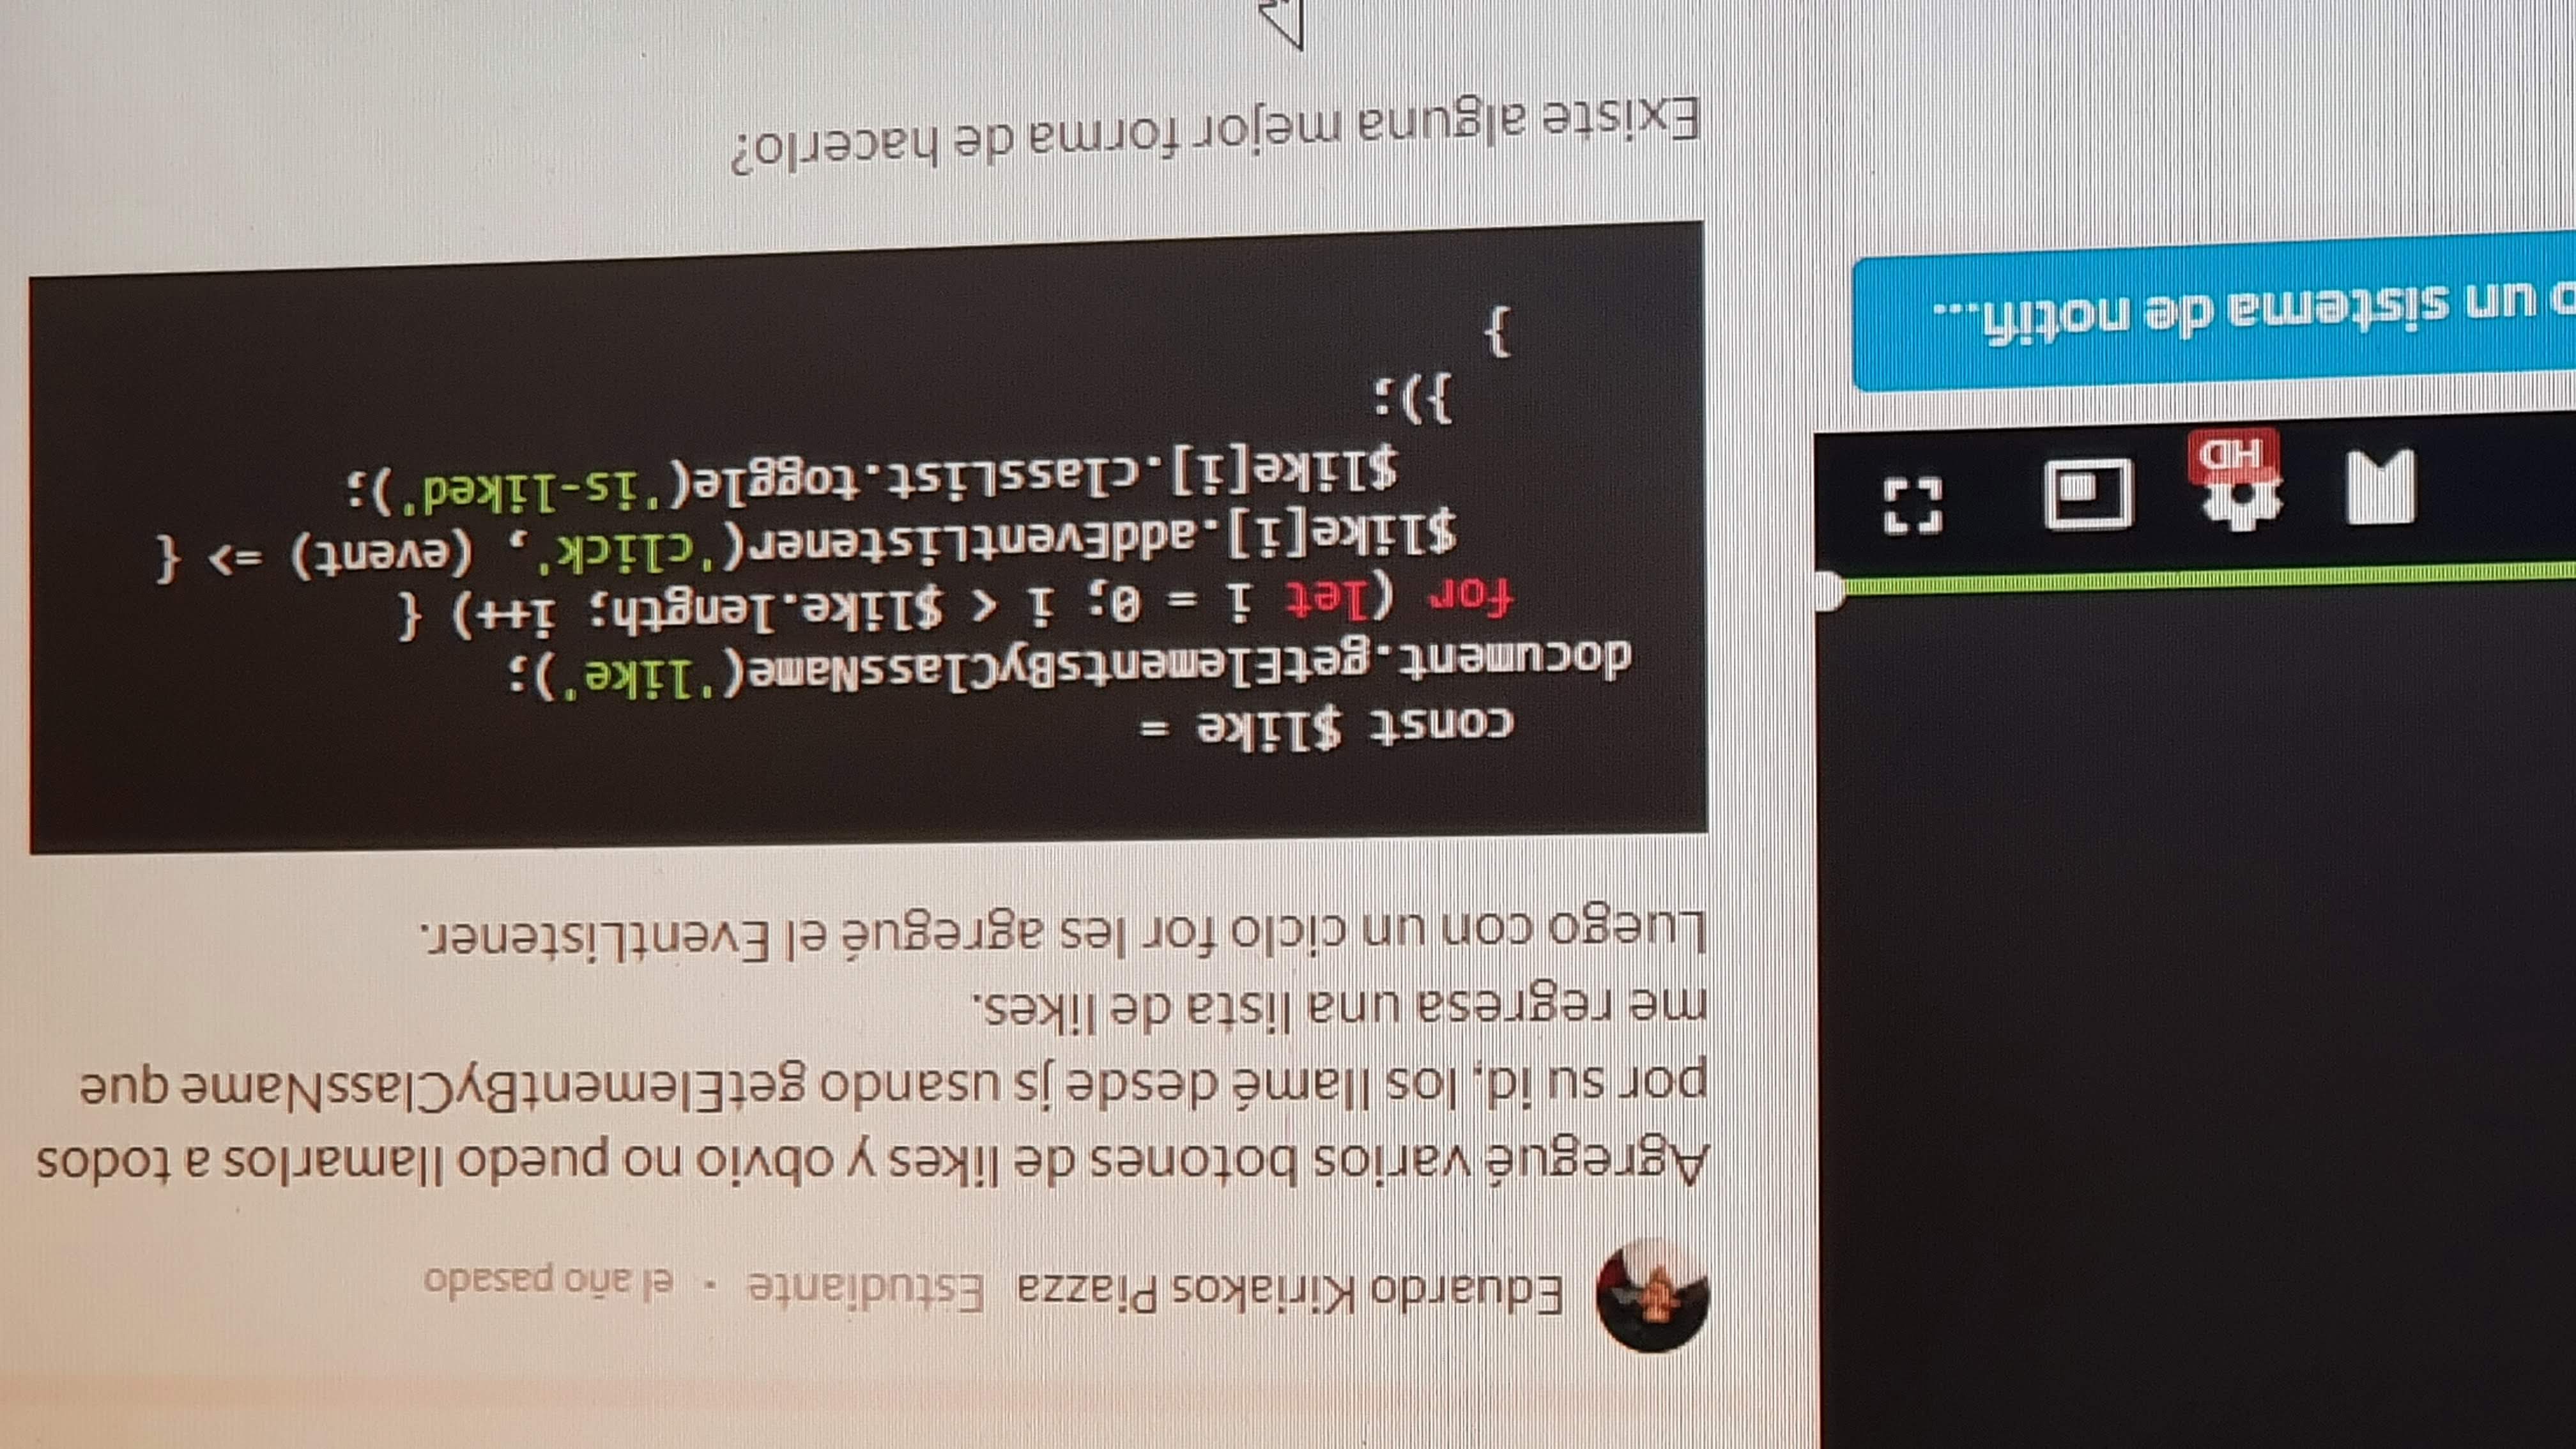 Eduardo Kiriakos Piazza Estudiante · el año pasado
Agregué varios botones de likes y obvio no puedo llamarlos a todos
por su id, los llamé desde js usando getElementByClassName que
me regresa una lista de likes.
Luego con un ciclo for les agregué el EventListener.
const $like =
document.getElementsByClassName('like');
for (let i = 0; i < $like.length; i++) {
$like[i].addEventListener('click', (event) => {
$like[i].classList.toggle('is-liked');
});
}
Existe alguna mejor forma de hacerlo?
HD
o un sistema de notifi...